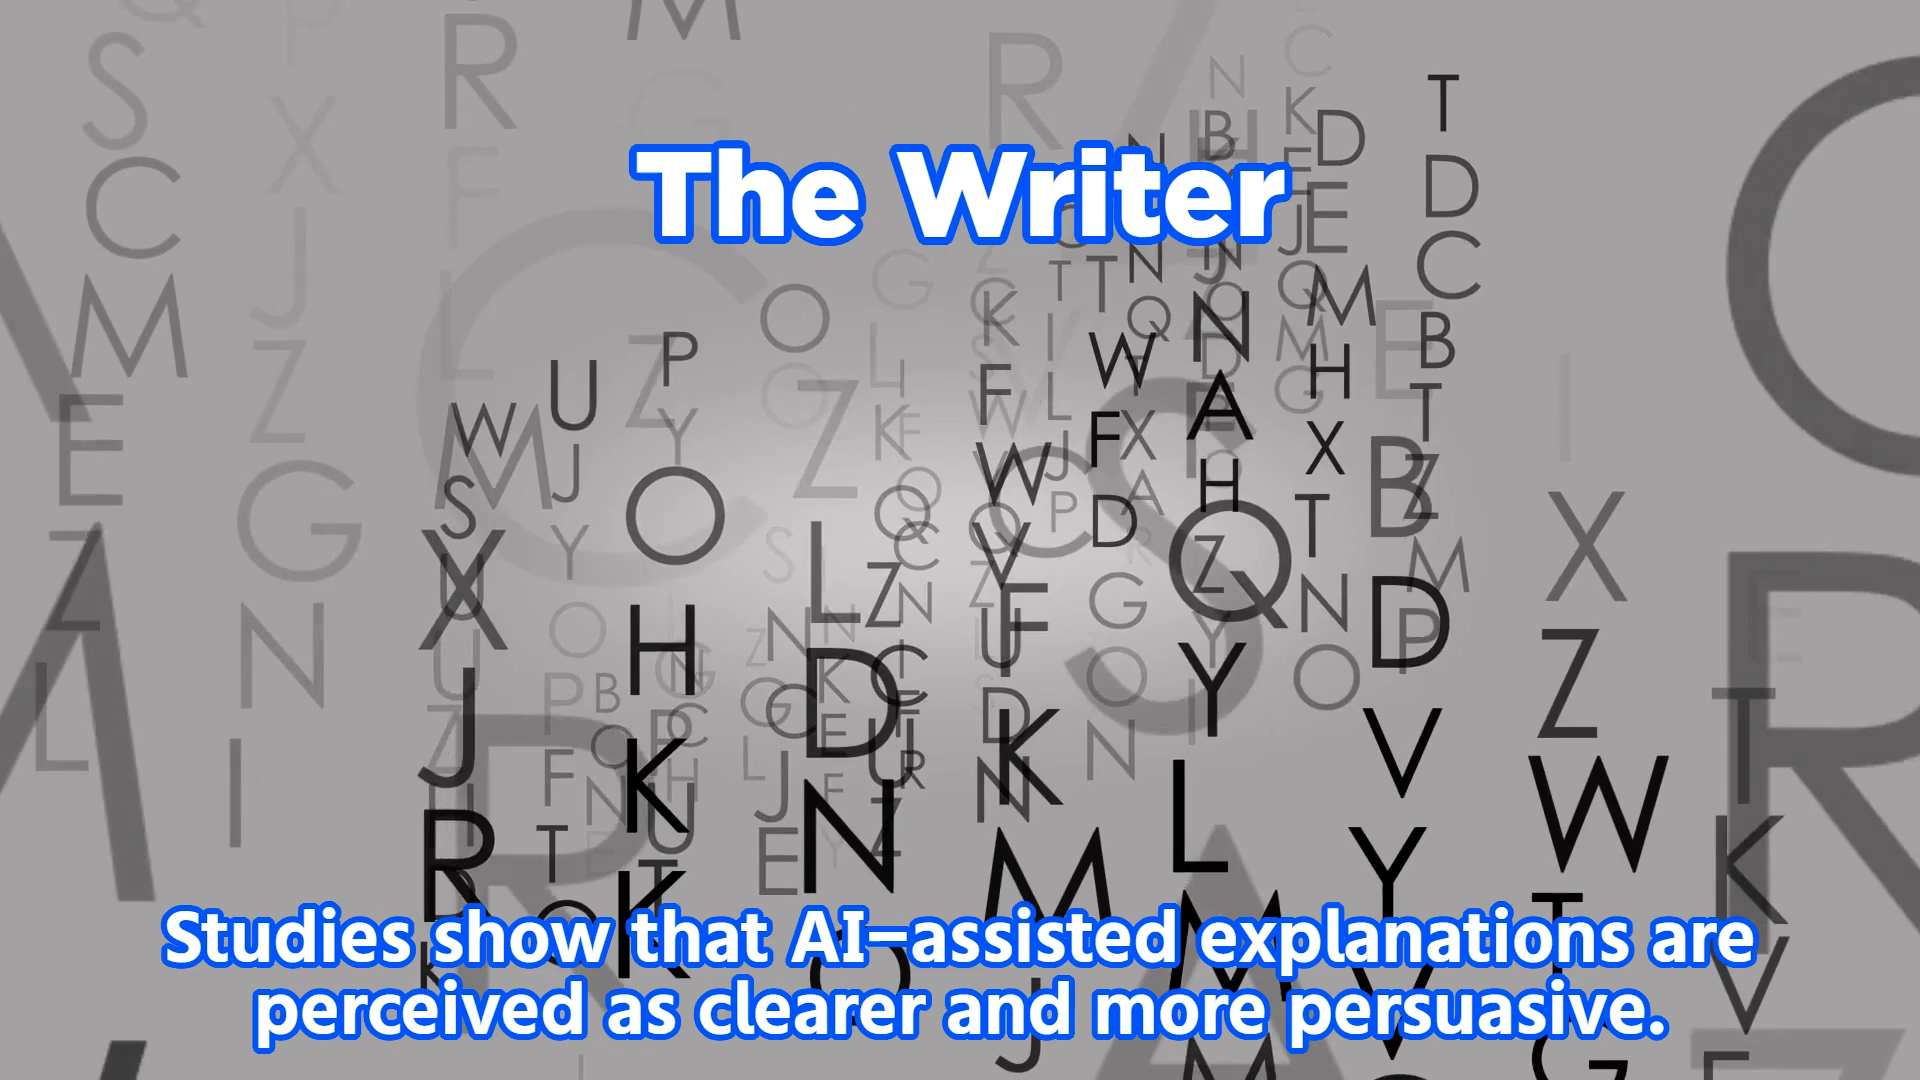 The Writer
Studies show that AI-assisted explanations are
perceived as clearer and more persuasive.